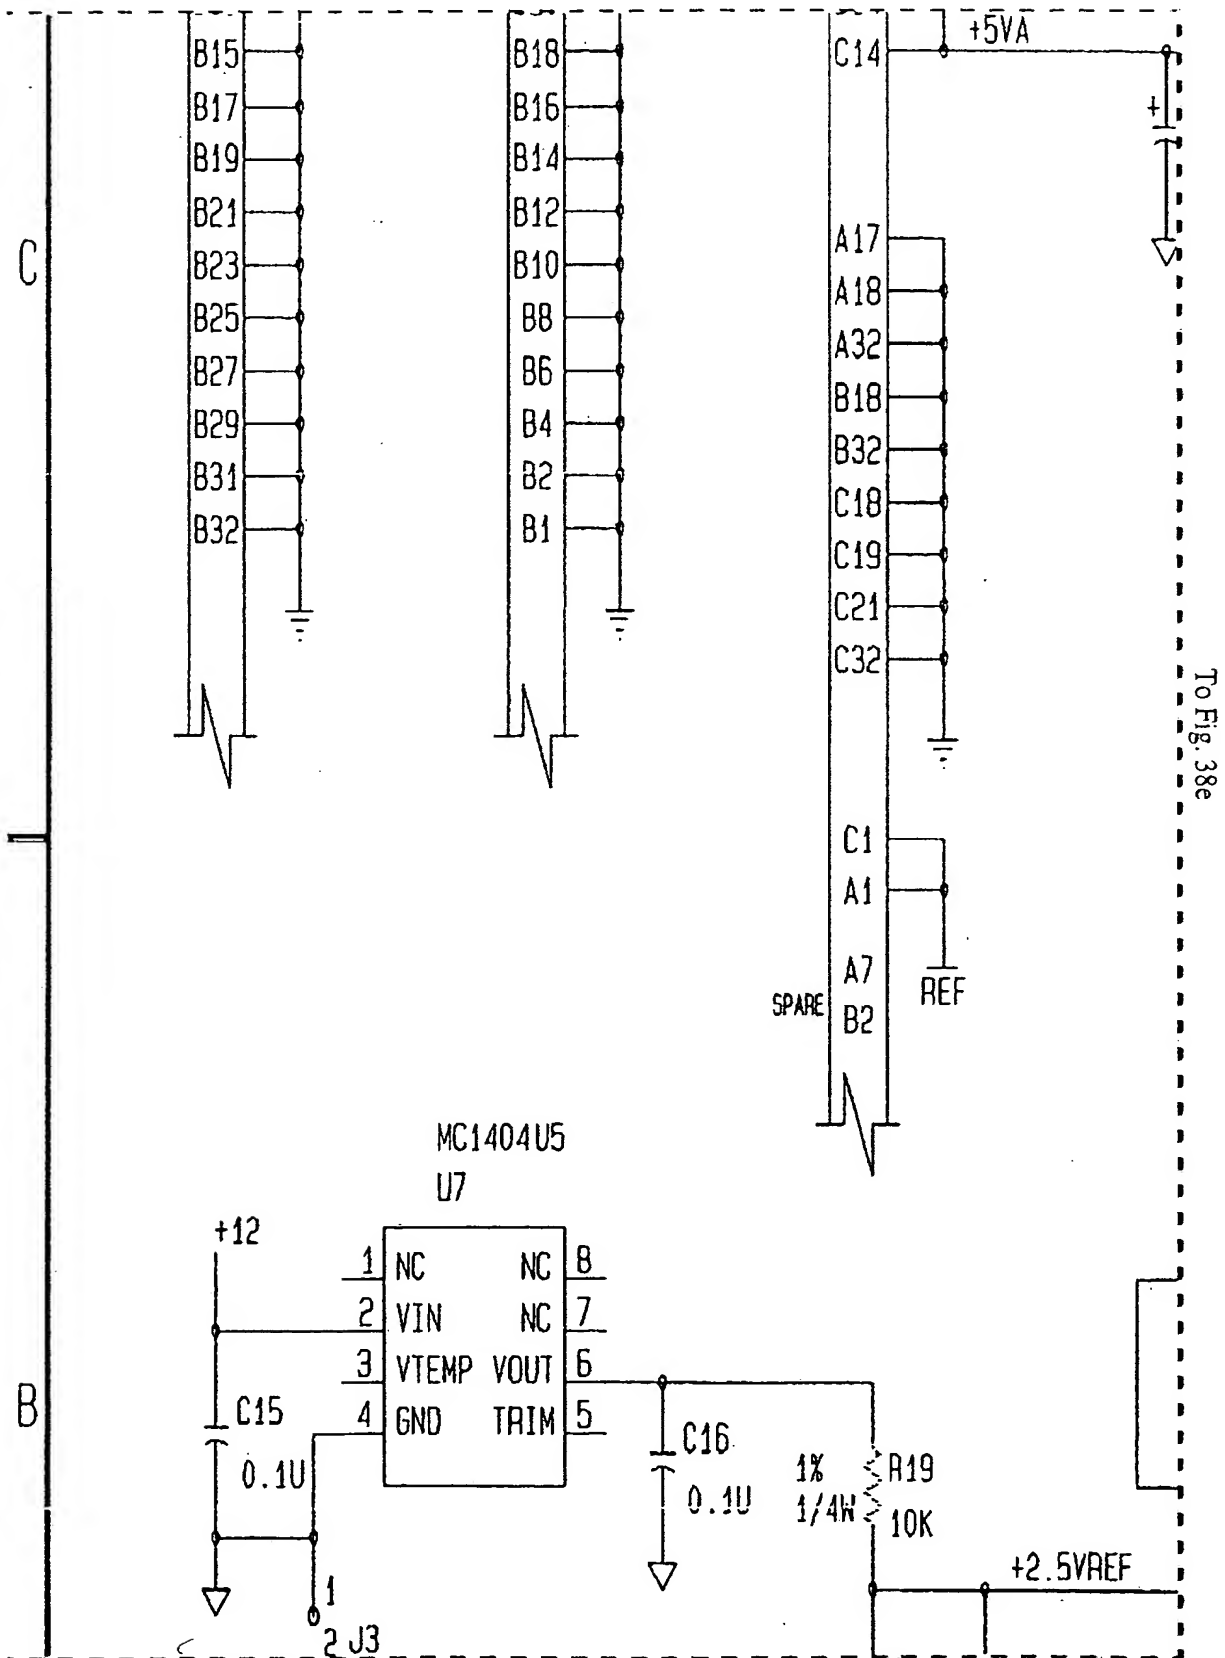 +5VA
B15
B17
B19
B21
B23
B25
B27
B29
B31
B32
B18
B16
B14
B12
B10
B8
B6
B4
B2
B1
C14
+
A17
A18
A32
B18
B32
C18
C19
C21
C32
C
To Fig. 38e
C1
A1
A7
B2
SPARE
REF
MC1404U5
U7
+12
1 NC NC 8
2 VIN NC 7
3 VTEMP VOUT 6
4 GND TRIM 5
B
C15
0.1U
C16
0.1U
1% R19
1/4W 10K
+2.5VREF
1
2 J3